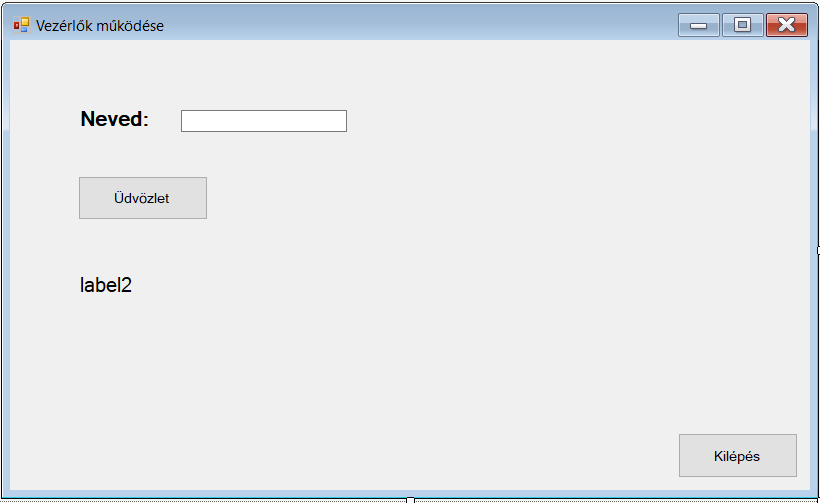 Vezérlők működése
Neved:
Üdvözlet
label2
Kilépés